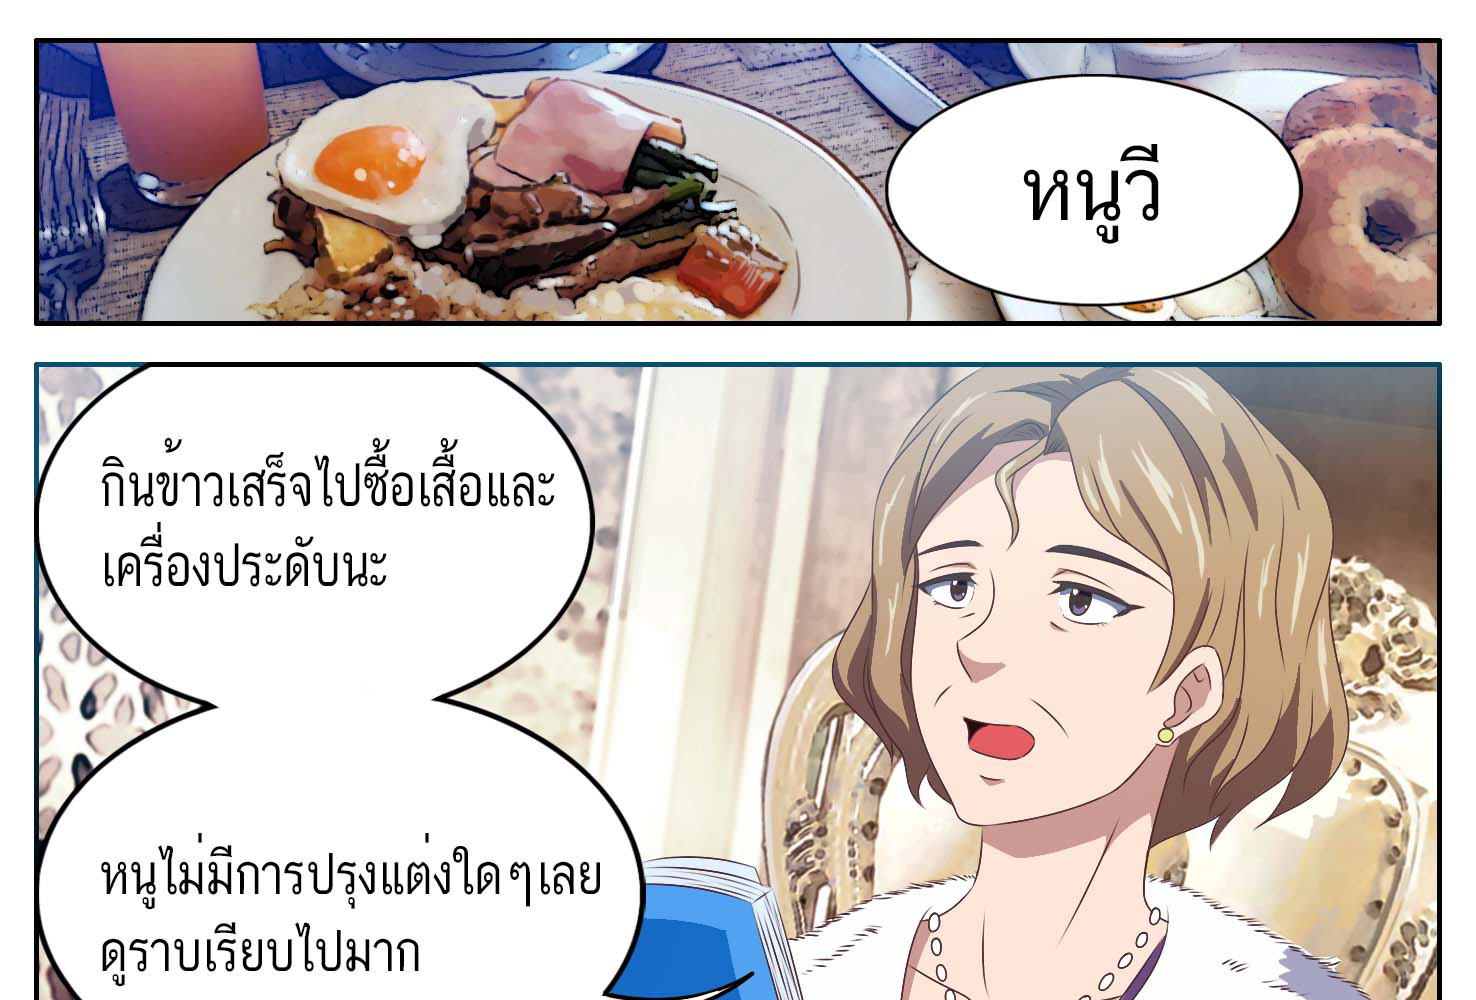 หนูวี
กินข้าวเสร็จไปซื้อเสื้อและ
เครื่องประดับนะ
หนูไม่มีการปรุงแต่งใดๆเลย
ดูราบเรียบไปมาก